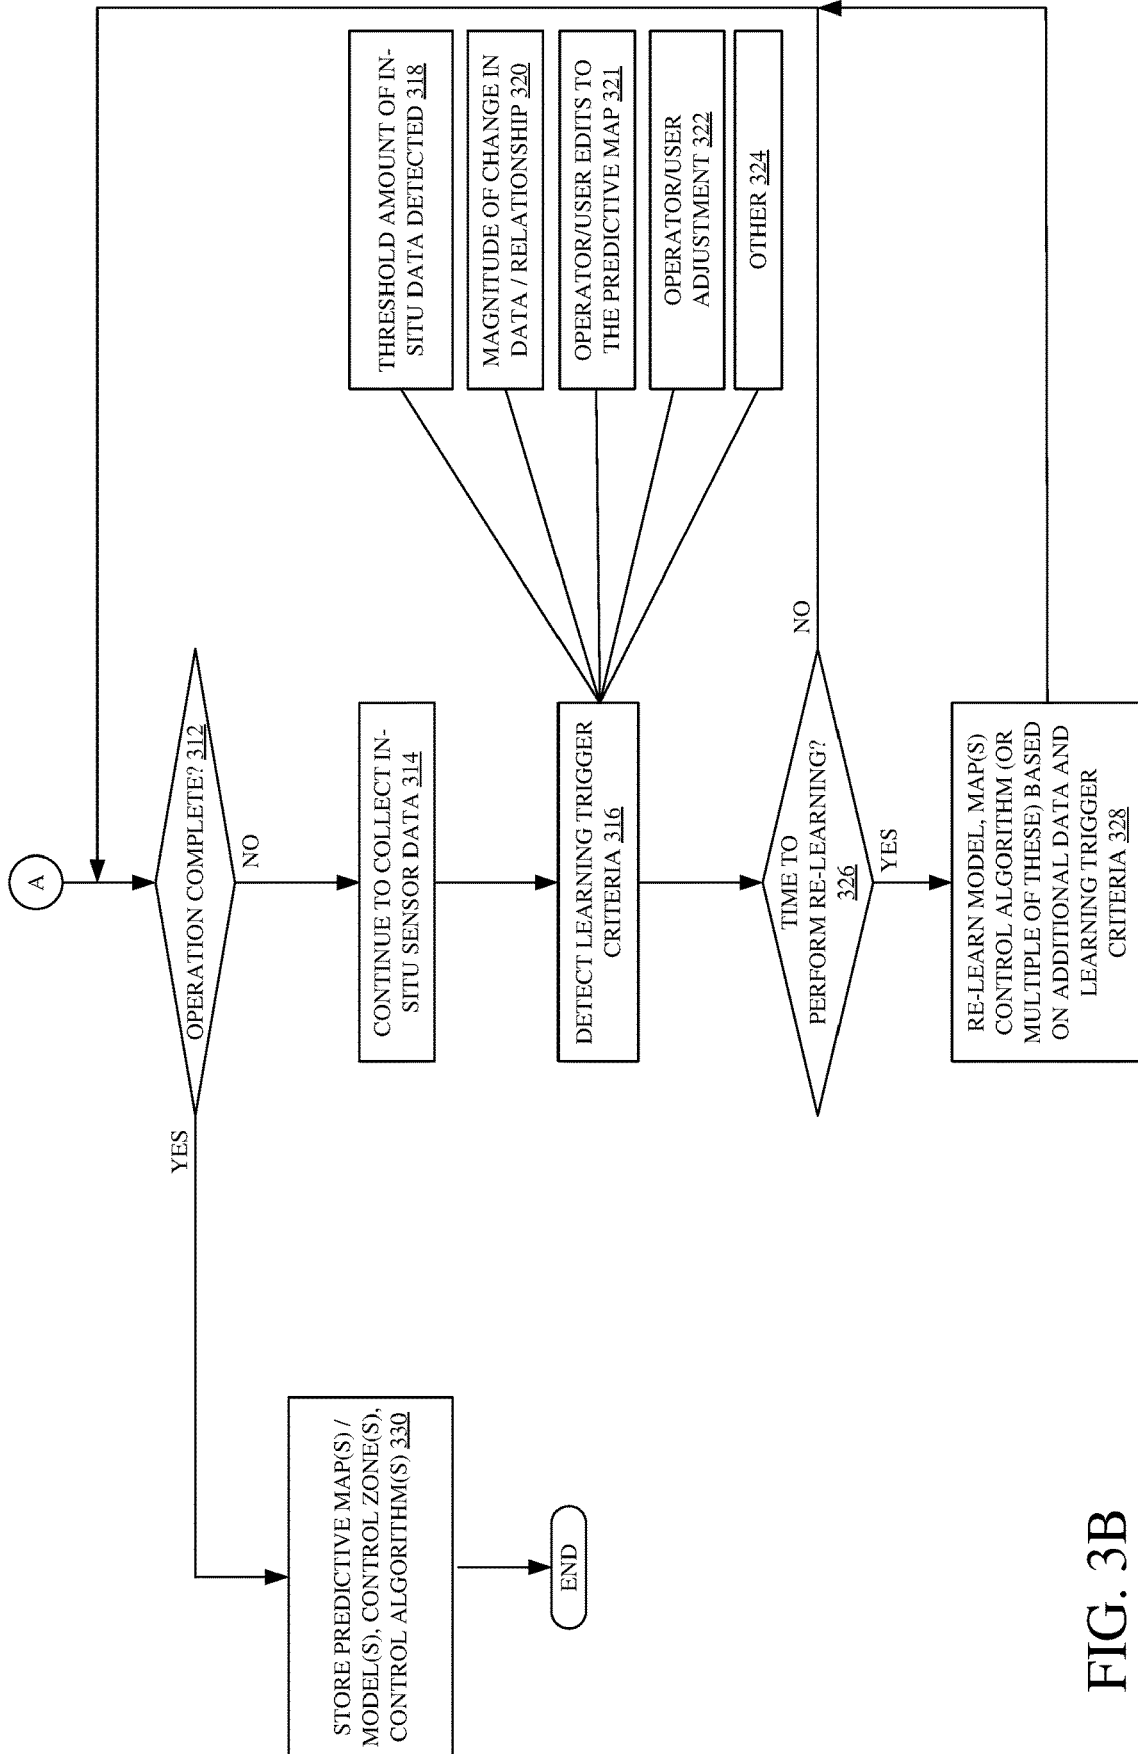 A
OPERATION COMPLETE? 312
YES
NO
CONTINUE TO COLLECT IN-
SITU SENSOR DATA 314
DETECT LEARNING TRIGGER
CRITERIA 316
THRESHOLD AMOUNT OF IN-
SITU DATA DETECTED 318
MAGNITUDE OF CHANGE IN
DATA / RELATIONSHIP 320
OPERATOR/USER EDITS TO
THE PREDICTIVE MAP 321
OPERATOR/USER
ADJUSTMENT 322
OTHER 324
TIME TO
PERFORM RE-LEARNING?
326
NO
YES
RE-LEARN MODEL, MAP(S)
CONTROL ALGORITHM (OR
MULTIPLE OF THESE) BASED
ON ADDITIONAL DATA AND
LEARNING TRIGGER
CRITERIA 328
STORE PREDICTIVE MAP(S) /
MODEL(S), CONTROL ZONE(S),
CONTROL ALGORITHM(S) 330
END
FIG. 3B